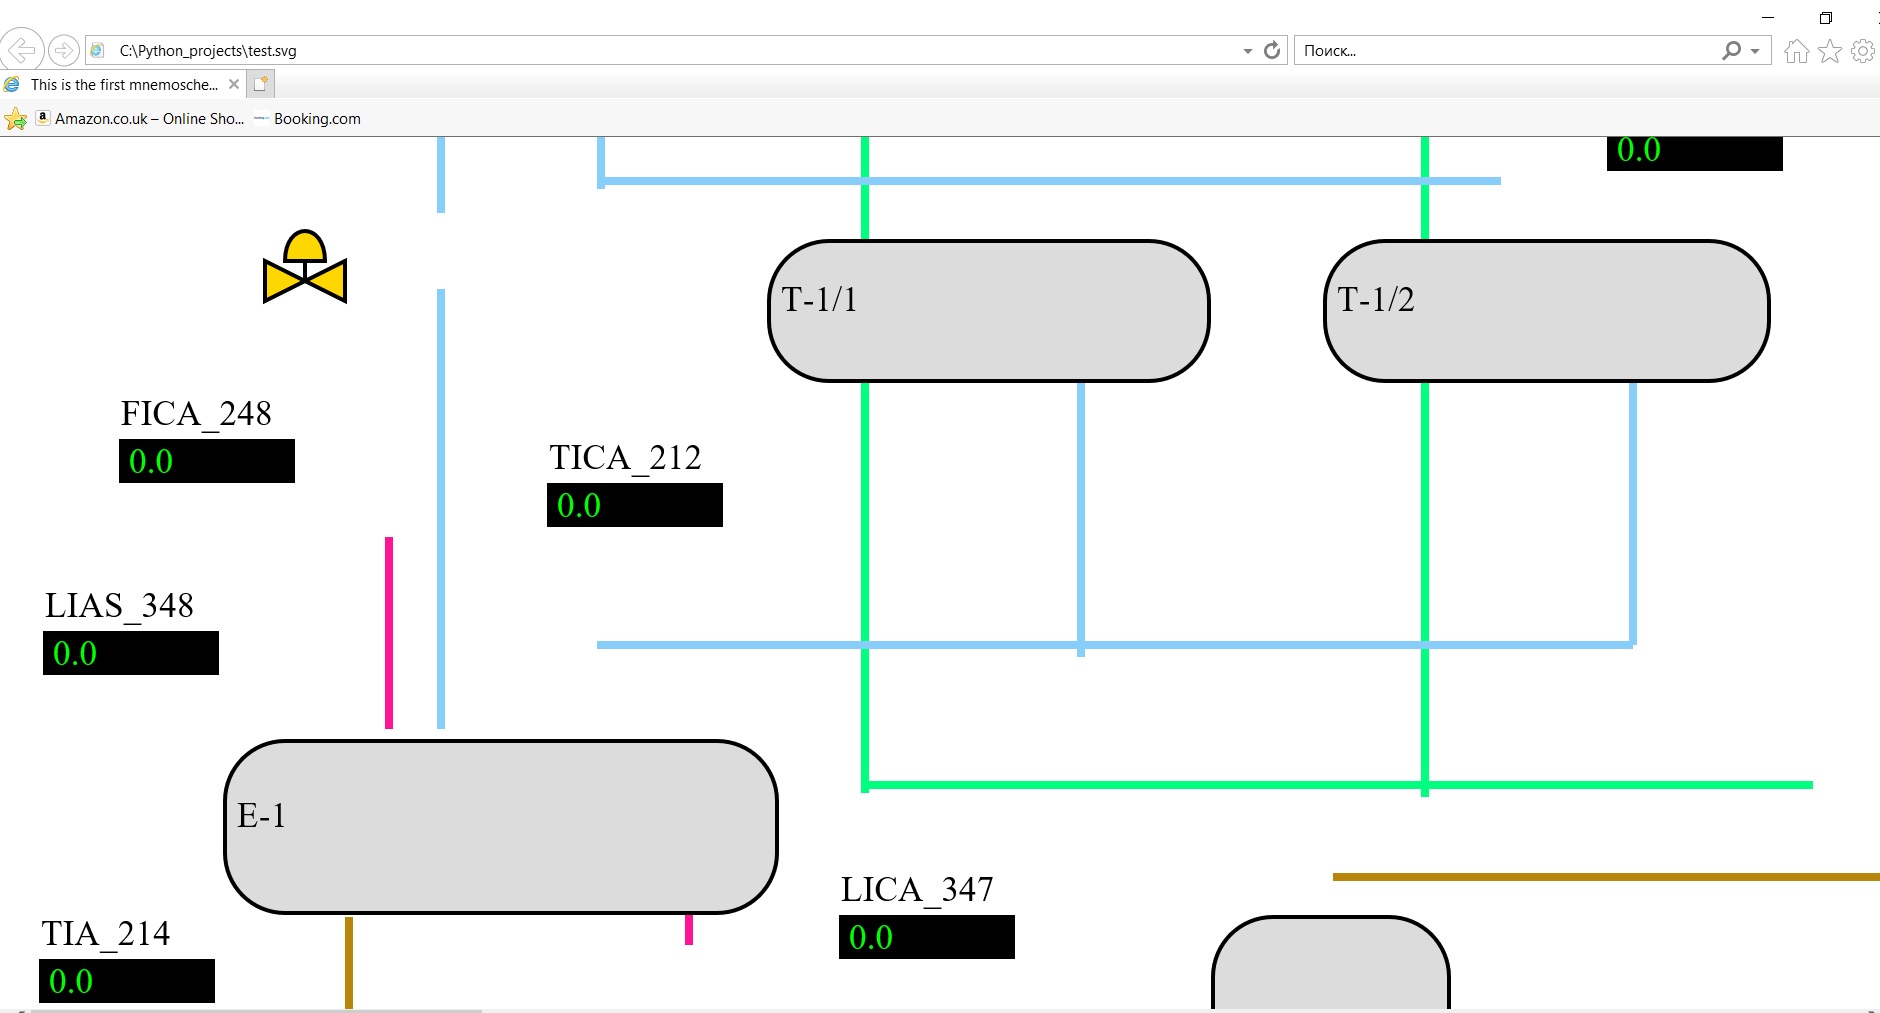 C:\Python_projects\test.svg
Поиск...
This is the first mnemosche...
Amazon.co.uk – Online Sho...
Booking.com
0.0
T-1/1
T-1/2
FICA_248
0.0
TICA_212
0.0
LIAS_348
0.0
E-1
LICA_347
0.0
TIA_214
0.0